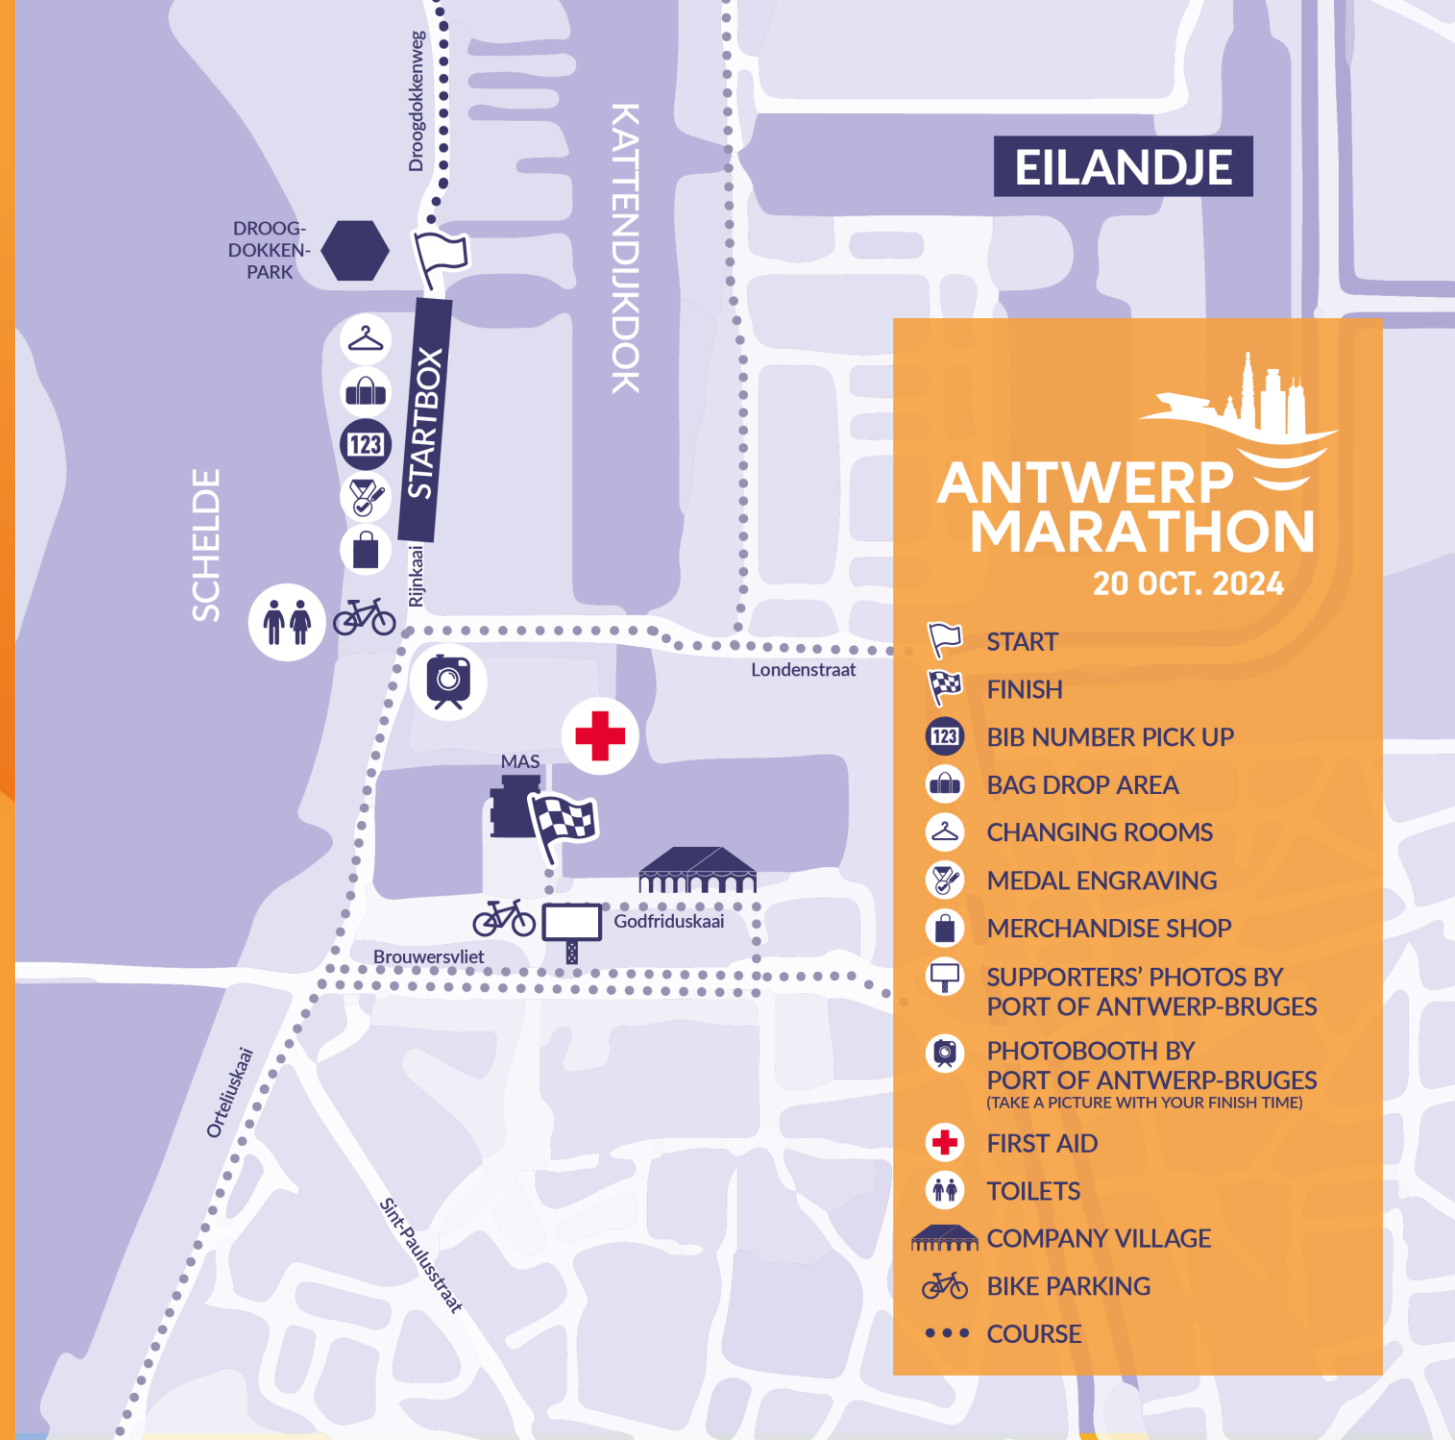 Droogdokkenweg
KATTENDIJKDOK
EILANDJE
DROOG-
DOKKEN-
PARK
STARTBOX
123
SCHELDE
Rijnkaai
Londenstraat
MAS
Godfriduskaai
Brouwersvliet
Orteliuskaai
Sint-Paulusstraat
ANTWERP
MARATHON
20 OCT. 2024
START
FINISH
123
BIB NUMBER PICK UP
BAG DROP AREA
CHANGING ROOMS
MEDAL ENGRAVING
MERCHANDISE SHOP
SUPPORTERS’ PHOTOS BY
PORT OF ANTWERP-BRUGES
PHOTOBOOTH BY
PORT OF ANTWERP-BRUGES
(TAKE A PICTURE WITH YOUR FINISH TIME)
FIRST AID
TOILETS
COMPANY VILLAGE
BIKE PARKING
COURSE